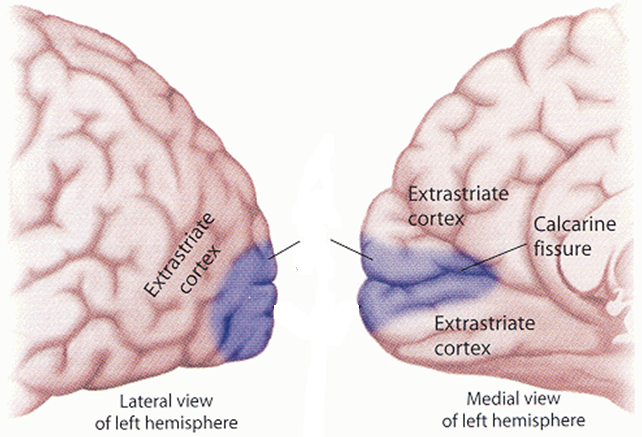 Extrastriate
cortex
Lateral view
of left hemisphere
Extrastriate
cortex
Calcarine
fissure
Extrastriate
cortex
Medial view
of left hemisphere